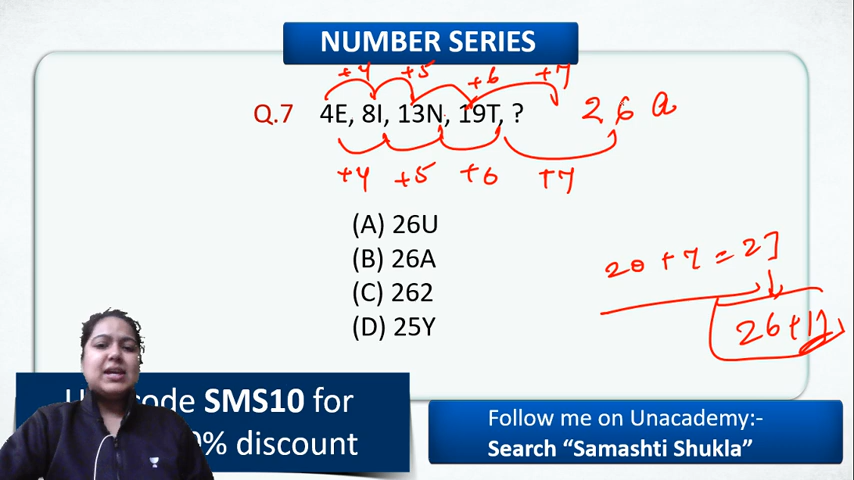 NUMBER SERIES
+4 +5 +6 +7
Q.7 4E, 8I, 13N, 19T, ? 26 a
+4 +5 +6 +7
(A) 26U
(B) 26A
(C) 262
(D) 25Y
20 + 7 = 27
26+1
code SMS10 for
% discount
Follow me on Unacademy:-
Search “Samashti Shukla”